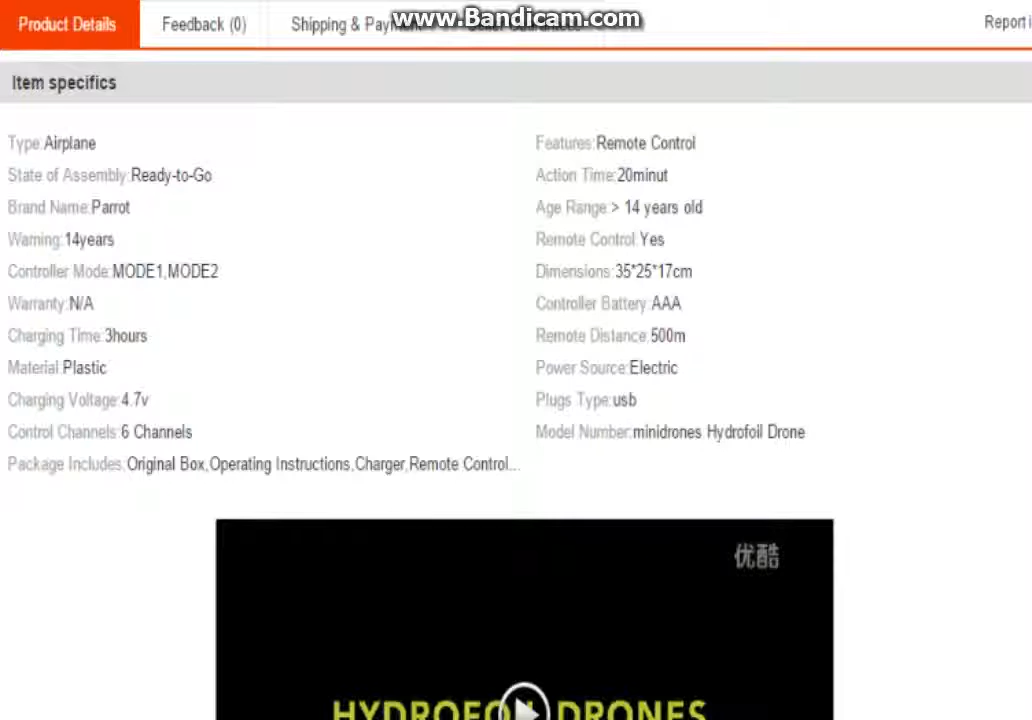 www.Bandicam.com
Product Details Feedback (0) Shipping & Report
Item specifics
Type:Airplane Features:Remote Control
State of Assembly:Ready-to-Go Action Time:20minut
Brand Name:Parrot Age Range:> 14 years old
Warning:14years Remote Control:Yes
Controller Mode:MODE1,MODE2 Dimensions:35*25*17cm
Warranty:N/A Controller Battery:AAA
Charging Time:3hours Remote Distance:500m
Material:Plastic Power Source:Electric
Charging Voltage:4.7v Plugs Type:usb
Control Channels:6 Channels Model Number:minidrones Hydrofoil Drone
Package Includes:Original Box,Operating Instructions,Charger,Remote Control...
优酷
HYDROFOIL DRONES